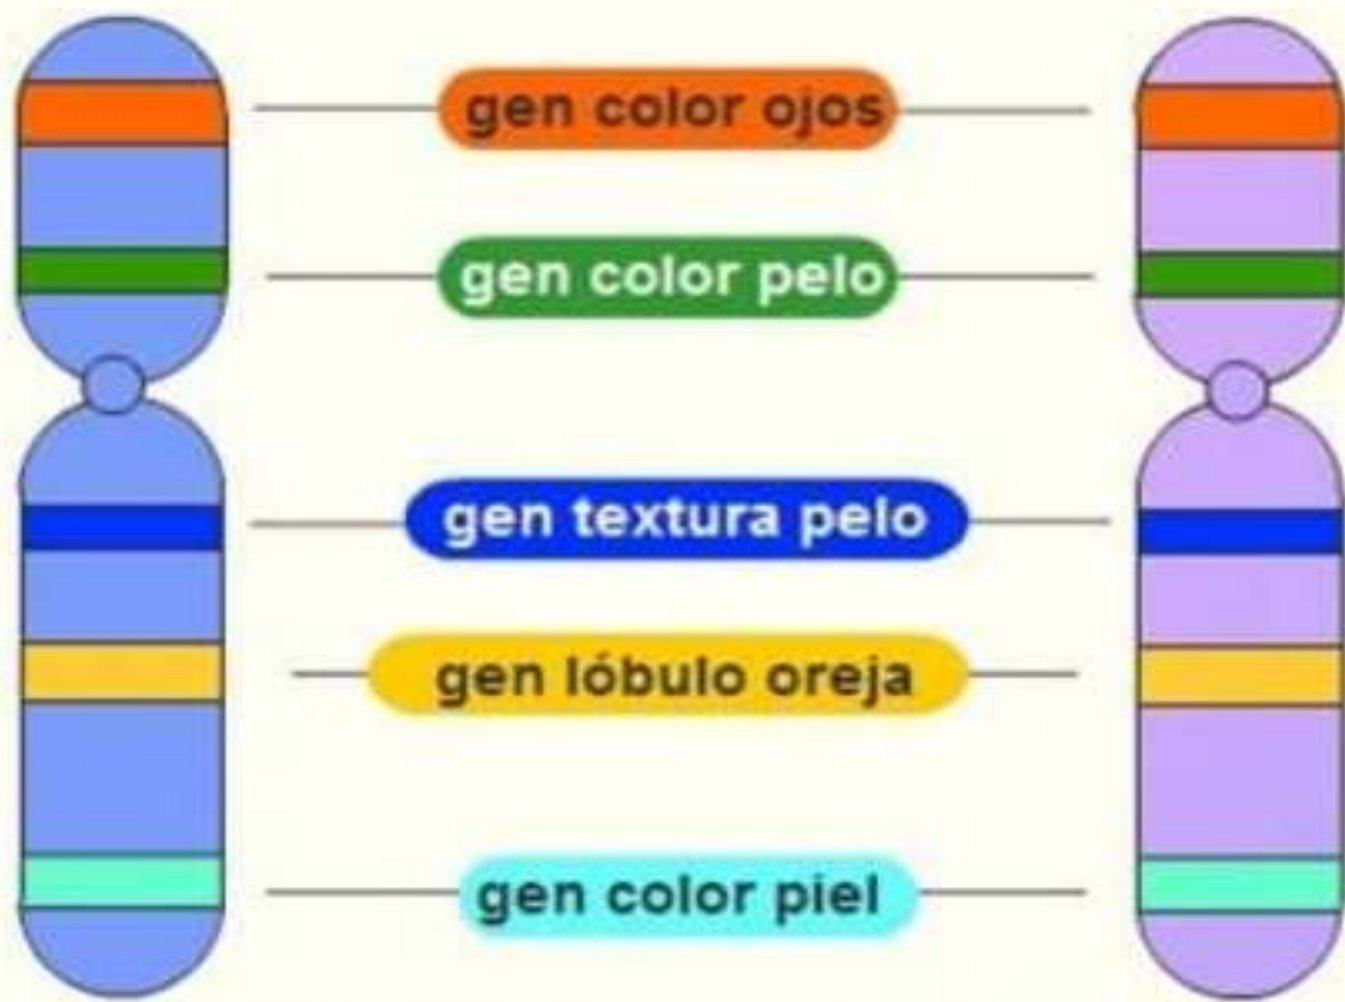 gen color ojos
gen color pelo
gen textura pelo
gen lóbulo oreja
gen color piel